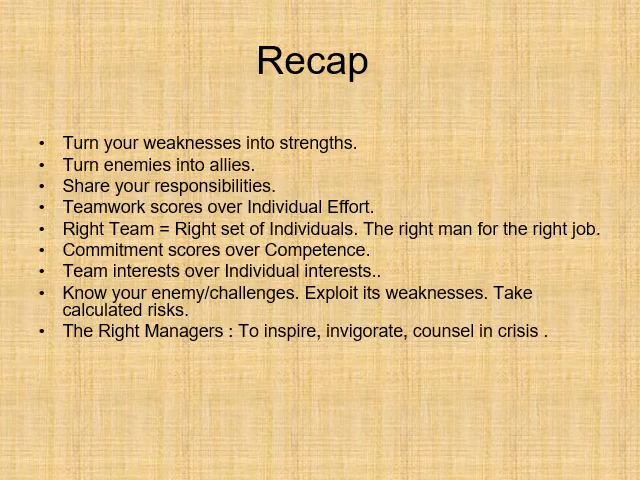 Recap
• Turn your weaknesses into strengths.
• Turn enemies into allies.
• Share your responsibilities.
• Teamwork scores over Individual Effort.
• Right Team = Right set of Individuals. The right man for the right job.
• Commitment scores over Competence.
• Team interests over Individual interests..
• Know your enemy/challenges. Exploit its weaknesses. Take
calculated risks.
• The Right Managers : To inspire, invigorate, counsel in crisis .